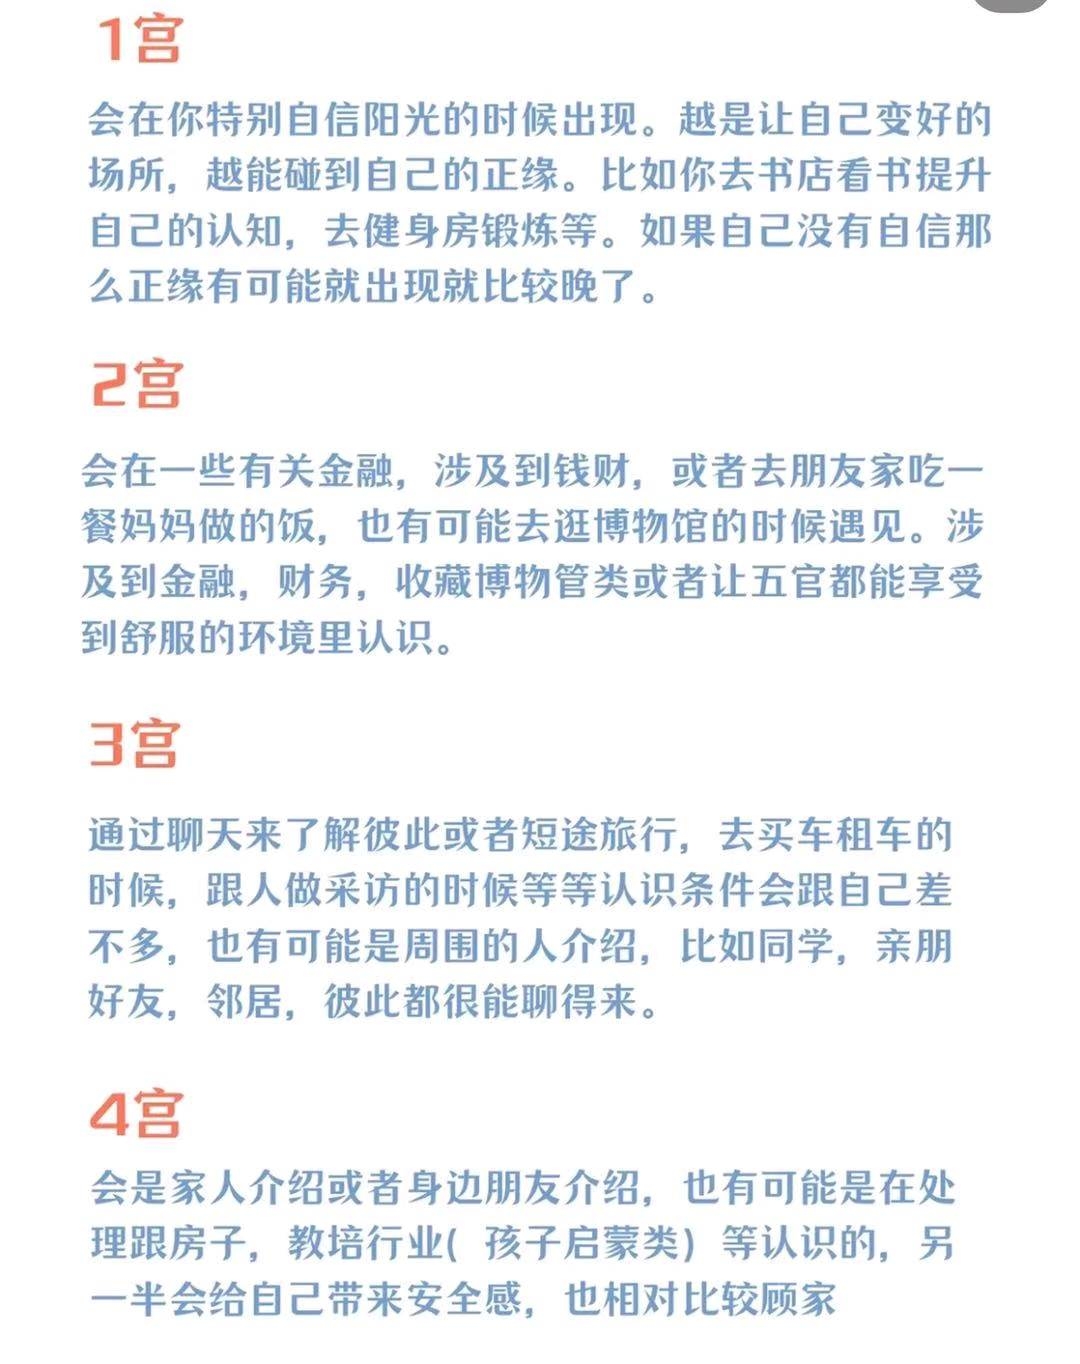 1宫
会在你特别自信阳光的时候出现。越是让自己变好的
场所，越能碰到自己的正缘。比如你去书店看书提升
自己的认知，去健身房锻炼等。如果自己没有自信那
么正缘有可能就出现就比较晚了。
2宫
会在一些有关金融，涉及到钱财，或者去朋友家吃一
餐妈妈做的饭，也有可能去逛博物馆的时候遇见。涉
及到金融，财务，收藏博物管类或者让五官都能享受
到舒服的环境里认识。
3宫
通过聊天来了解彼此或者短途旅行，去买车租车的
时候，跟人做采访的时候等等认识条件会跟自己差
不多，也有可能是周围的人介绍，比如同学，亲朋
好友，邻居，彼此都很能聊得来。
4宫
会是家人介绍或者身边朋友介绍，也有可能是在处
理跟房子，教培行业(孩子启蒙类)等认识的，另
一半会给自己带来安全感，也相对比较顾家